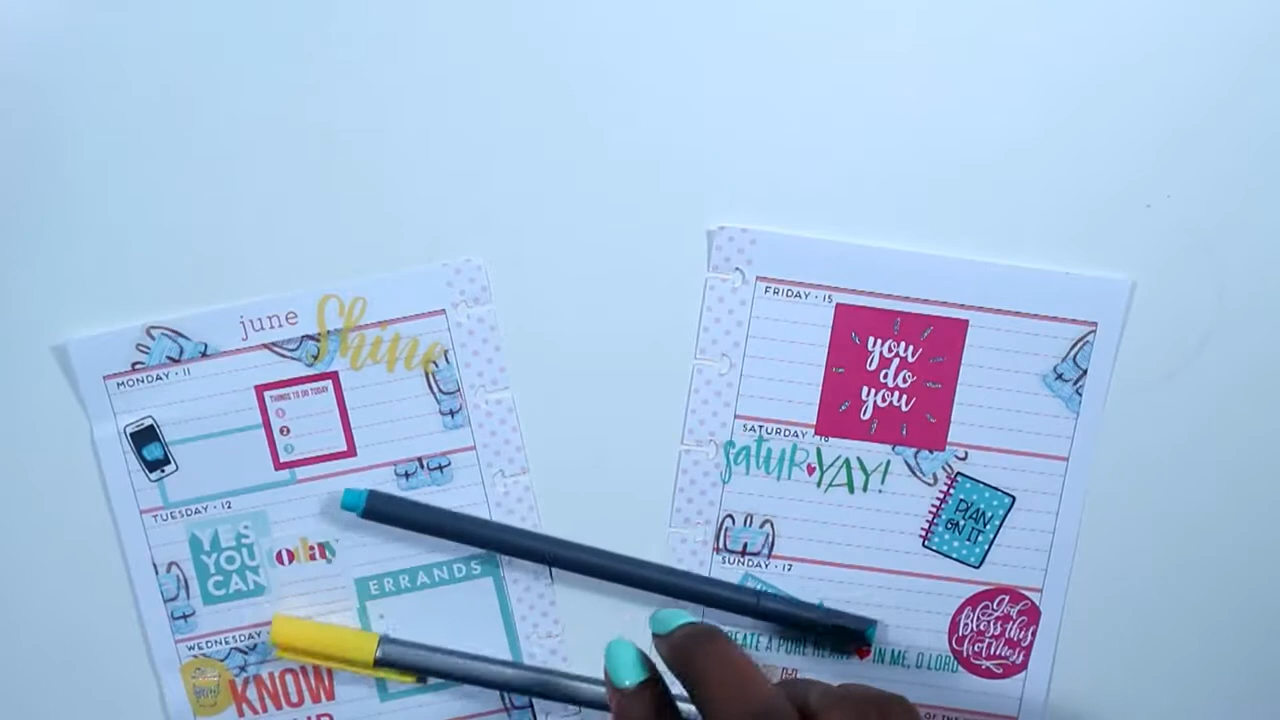 june Shine
MONDAY • 11
THINGS TO DO TODAY
1
2
3
TUESDAY • 12
YES
YOU
CAN
today
ERRANDS
WEDNESDAY
KNOW
FRIDAY • 15
you
do
you
SATURDAY • 16
saturYAY!
PLAN
ON IT
SUNDAY • 17
CREATE A PURE HEART IN ME, O LORD
God
Bless this
hot mess